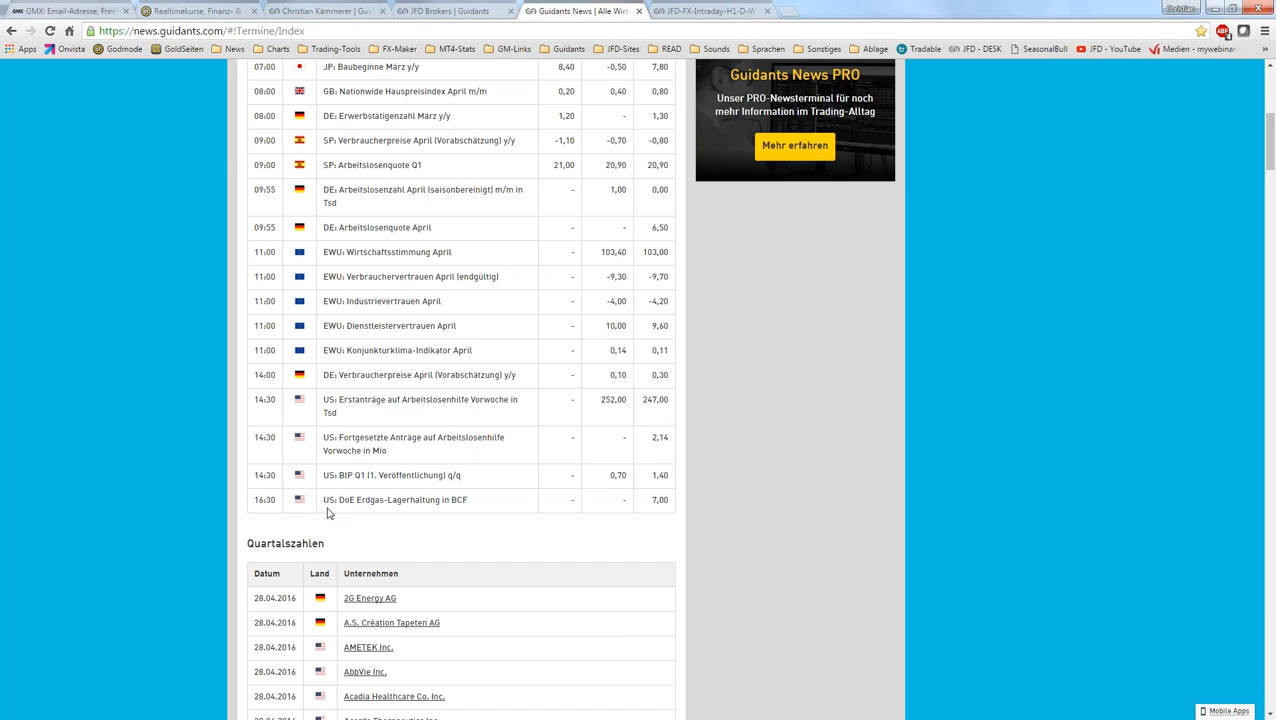 GMX: Email-Adresse, Free
Realtimekurse, Finanz- &
Christian Kämmerer | Gui
JFD Brokers | Guidants
Guidants News | Alle Wirt
JFD-FX-Intraday-H1-D-W
Christian
https://news.guidants.com/#!Termine/Index
Apps
Onvista
Godmode
GoldSeiten
News
Charts
Trading-Tools
FX-Maker
MT4-Stats
GM-Links
Guidants
JFD-Sites
READ
Sounds
Sprachen
Sonstiges
Ablage
Tradable
JFD - DESK
SeasonalBull
JFD - YouTube
Medien - mywebinar
07:00 JP: Baubeginne März y/y 8,40 -0,50 7,80
08:00 GB: Nationwide Hauspreisindex April m/m 0,20 0,40 0,80
08:00 DE: Erwerbstätigenzahl März y/y 1,20 - 1,30
09:00 SP: Verbraucherpreise April (Vorabschätzung) y/y -1,10 -0,70 -0,80
09:00 SP: Arbeitslosenquote Q1 21,00 20,90 20,90
09:55 DE: Arbeitslosenzahl April (saisonbereinigt) m/m in - 1,00 0,00
Tsd
09:55 DE: Arbeitslosenquote April - - 6,50
11:00 EWU: Wirtschaftsstimmung April - 103,40 103,00
11:00 EWU: Verbrauchervertrauen April (endgültig) - -9,30 -9,70
11:00 EWU: Industrievertrauen April - -4,00 -4,20
11:00 EWU: Dienstleistervertrauen April - 10,00 9,60
11:00 EWU: Konjunkturklima-Indikator April - 0,14 0,11
14:00 DE: Verbraucherpreise April (Vorabschätzung) y/y - 0,10 0,30
14:30 US: Erstanträge auf Arbeitslosenhilfe Vorwoche in - 252,00 247,00
Tsd
14:30 US: Fortgesetzte Anträge auf Arbeitslosenhilfe - - 2,14
Vorwoche in Mio
14:30 US: BIP Q1 (1. Veröffentlichung) q/q - 0,70 1,40
16:30 US: DoE Erdgas-Lagerhaltung in BCF - - 7,00
Quartalszahlen
Datum Land Unternehmen
28.04.2016 2G Energy AG
28.04.2016 A.S. Création Tapeten AG
28.04.2016 AMETEK Inc.
28.04.2016 AbbVie Inc.
28.04.2016 Acadia Healthcare Co. Inc.
Guidants News PRO
Unser PRO-Newsterminal für noch
mehr Information im Trading-Alltag
Mehr erfahren
Mobile Apps